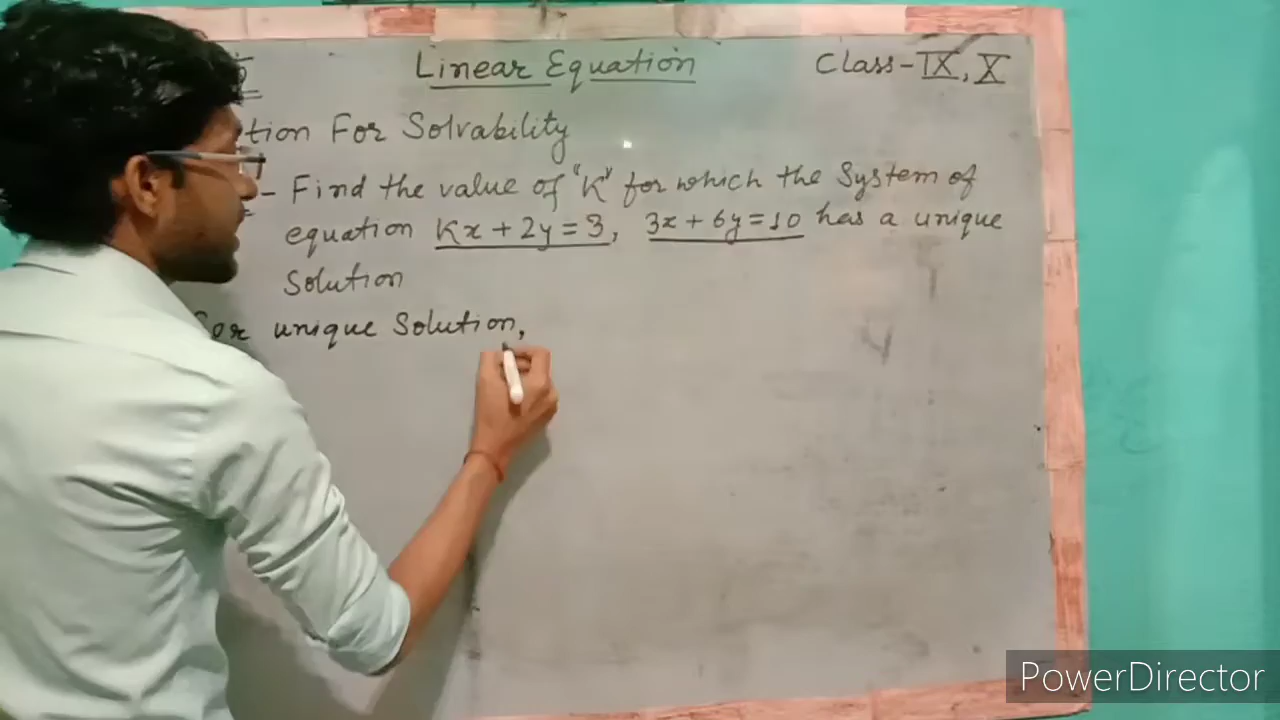 Linear Equation Class-IX, X
tion For Solvability
- Find the value of "K" for which the System of
equation Kx + 2y = 3, 3x + 6y = 10 has a unique
Solution
For unique Solution,
PowerDirector